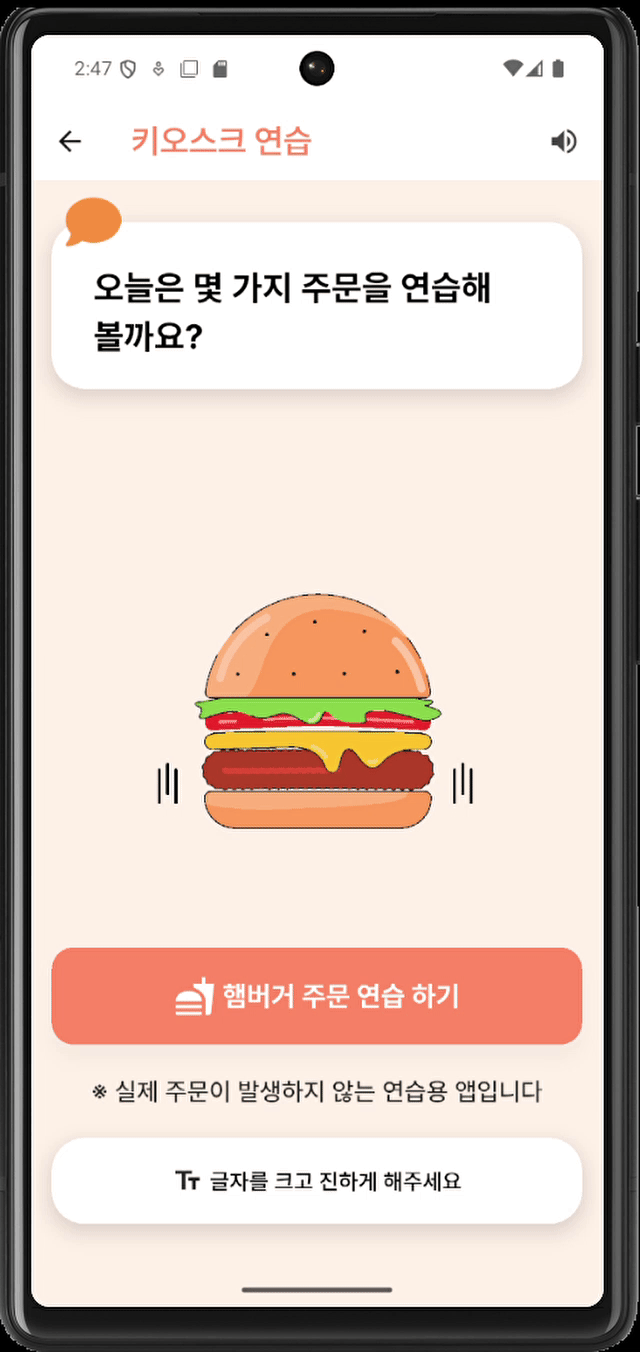 2:47
키오스크 연습
오늘은 몇 가지 주문을 연습해
볼까요?
햄버거 주문 연습 하기
※ 실제 주문이 발생하지 않는 연습용 앱입니다
Tт 글자를 크고 진하게 해주세요